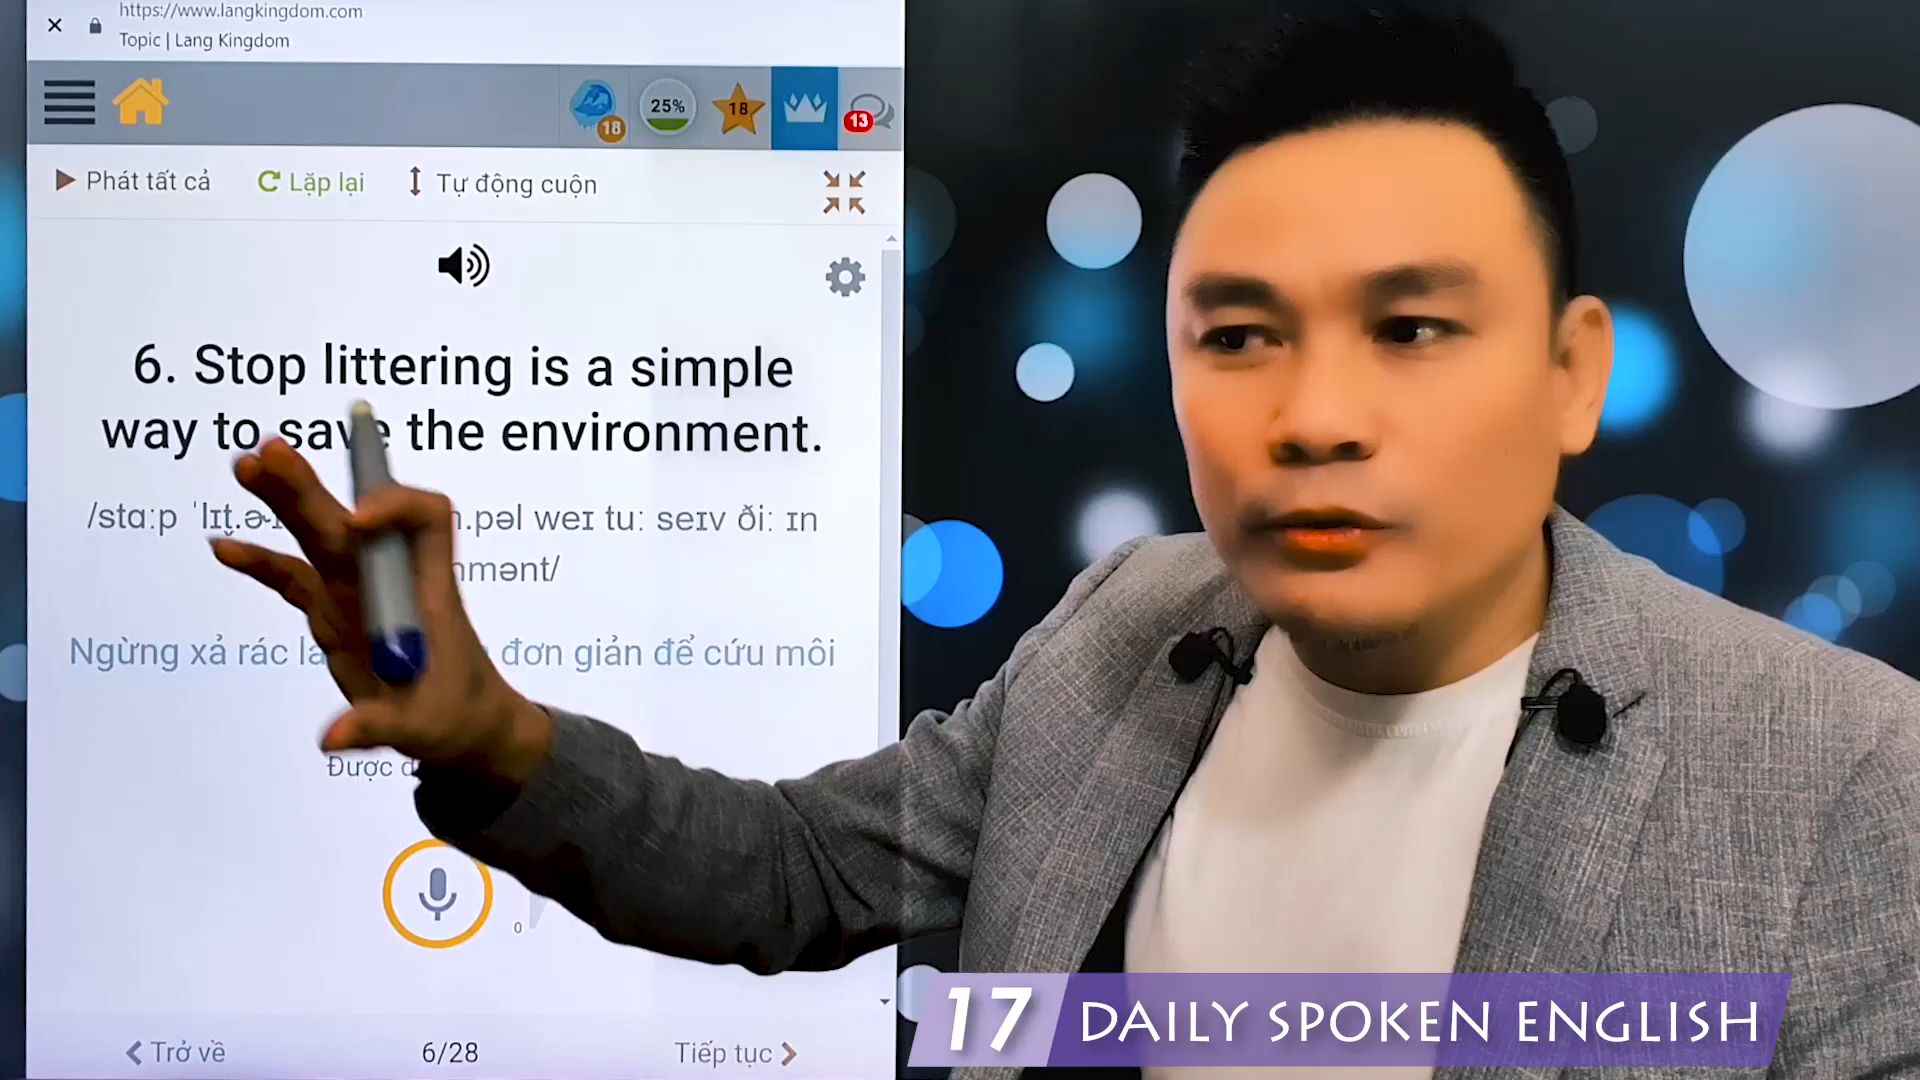 https://www.langkingdom.com
Topic | Lang Kingdom
18
25%
18
13
Phát tất cả
Lặp lại
Tự động cuộn
6. Stop littering is a simple
way to save the environment.
/stɑːp ˈlɪt̬.ɚ .pəl weɪ tuː seɪv ðiː ɪn
mənt/
Ngừng xả rác đơn giản để cứu môi
Được
0
Trở về
6/28
Tiếp tục
17 DAILY SPOKEN ENGLISH